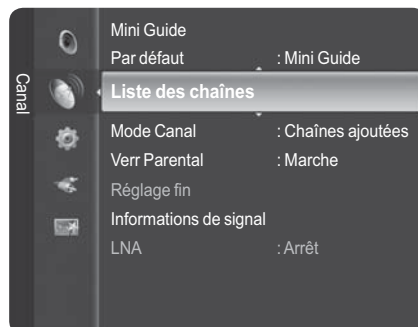 Canal
Mini Guide
Par défaut : Mini Guide
Liste des chaînes
Mode Canal : Chaînes ajoutées
Verr Parental : Marche
Réglage fin
Informations de signal
LNA : Arrêt